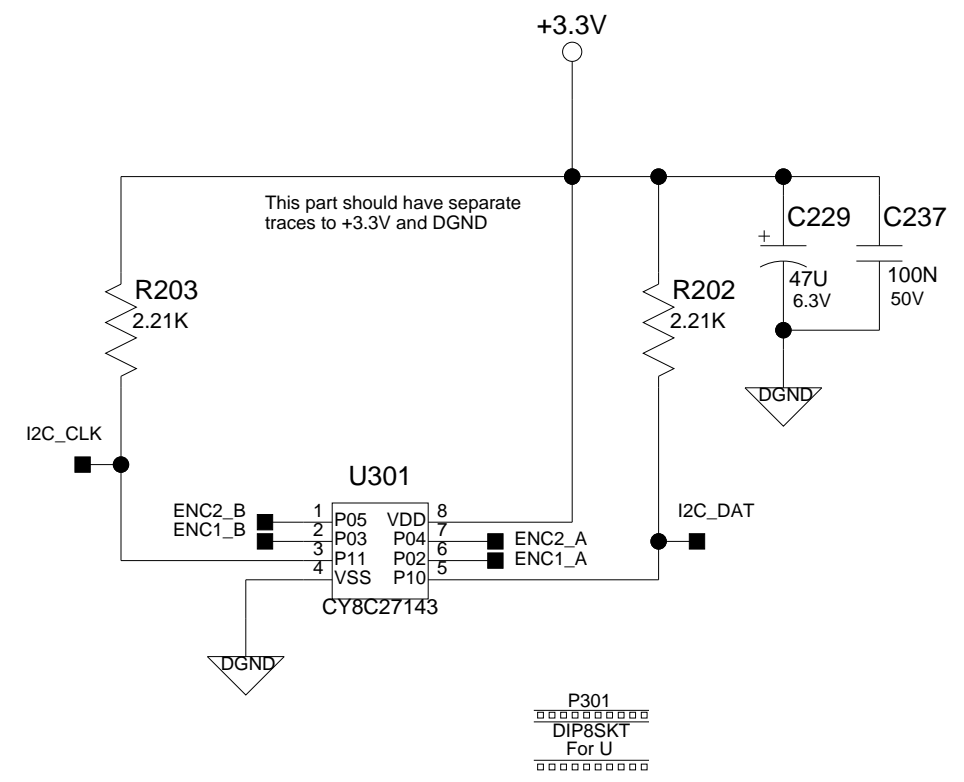 +3.3V
This part should have separate
traces to +3.3V and DGND
C229
C237
+
47U
6.3V
100N
50V
R203
2.21K
R202
2.21K
DGND
I2C_CLK
U301
I2C_DAT
ENC2_B
ENC1_B
1
2
3
4
P05
P03
P11
VSS
VDD
P04
P02
P10
8
7
6
5
ENC2_A
ENC1_A
CY8C27143
DGND
P301
DIP8SKT
For U